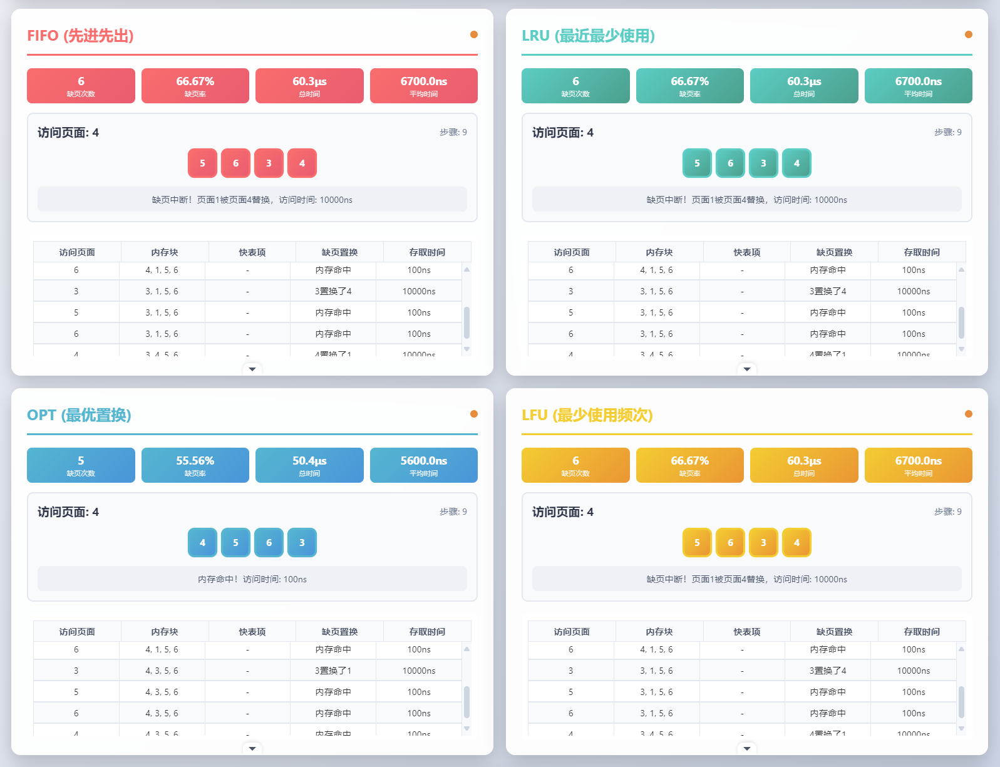 FIFO (先进先出)
6
缺页次数
66.67%
缺页率
60.3μs
总时间
6700.0ns
平均时间
访问页面: 4
步骤: 9
5 6 3 4
缺页中断！页面1被页面4替换，访问时间: 10000ns
访问页面 内存块 快表项 缺页置换 存取时间
6 4, 1, 5, 6 - 内存命中 100ns
3 3, 1, 5, 6 - 3置换了4 10000ns
5 3, 1, 5, 6 - 内存命中 100ns
6 3, 1, 5, 6 - 内存命中 100ns
4 3, 4, 5, 6 - 4置换了1 10000ns
LRU (最近最少使用)
6
缺页次数
66.67%
缺页率
60.3μs
总时间
6700.0ns
平均时间
访问页面: 4
步骤: 9
5 6 3 4
缺页中断！页面1被页面4替换，访问时间: 10000ns
访问页面 内存块 快表项 缺页置换 存取时间
6 4, 1, 5, 6 - 内存命中 100ns
3 3, 1, 5, 6 - 3置换了4 10000ns
5 3, 1, 5, 6 - 内存命中 100ns
6 3, 1, 5, 6 - 内存命中 100ns
4 3, 4, 5, 6 - 4置换了1 10000ns
OPT (最优置换)
5
缺页次数
55.56%
缺页率
50.4μs
总时间
5600.0ns
平均时间
访问页面: 4
步骤: 9
4 5 6 3
内存命中！访问时间: 100ns
访问页面 内存块 快表项 缺页置换 存取时间
6 4, 1, 5, 6 - 内存命中 100ns
3 4, 3, 5, 6 - 3置换了1 10000ns
5 4, 3, 5, 6 - 内存命中 100ns
6 4, 3, 5, 6 - 内存命中 100ns
4 4, 3, 5, 6 - 内存命中 100ns
LFU (最少使用频次)
6
缺页次数
66.67%
缺页率
60.3μs
总时间
6700.0ns
平均时间
访问页面: 4
步骤: 9
5 6 3 4
缺页中断！页面1被页面4替换，访问时间: 10000ns
访问页面 内存块 快表项 缺页置换 存取时间
6 4, 1, 5, 6 - 内存命中 100ns
3 3, 1, 5, 6 - 3置换了4 10000ns
5 3, 1, 5, 6 - 内存命中 100ns
6 3, 1, 5, 6 - 内存命中 100ns
4 3, 4, 5, 6 - 4置换了1 10000ns